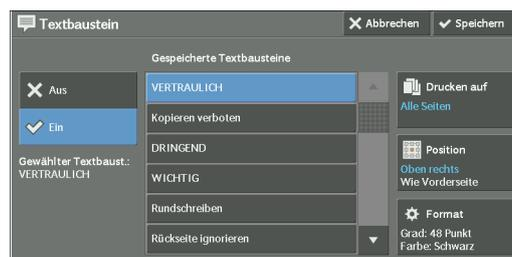 Textbaustein
Abbrechen
Speichern
Gespeicherte Textbausteine
Aus
Ein
Gewählter Textbaust.:
VERTRAULICH
VERTRAULICH
Kopieren verboten
DRINGEND
WICHTIG
Rundschreiben
Rückseite ignorieren
Drucken auf
Alle Seiten
Position
Oben rechts
Wie Vorderseite
Format
Grad: 48 Punkt
Farbe: Schwarz